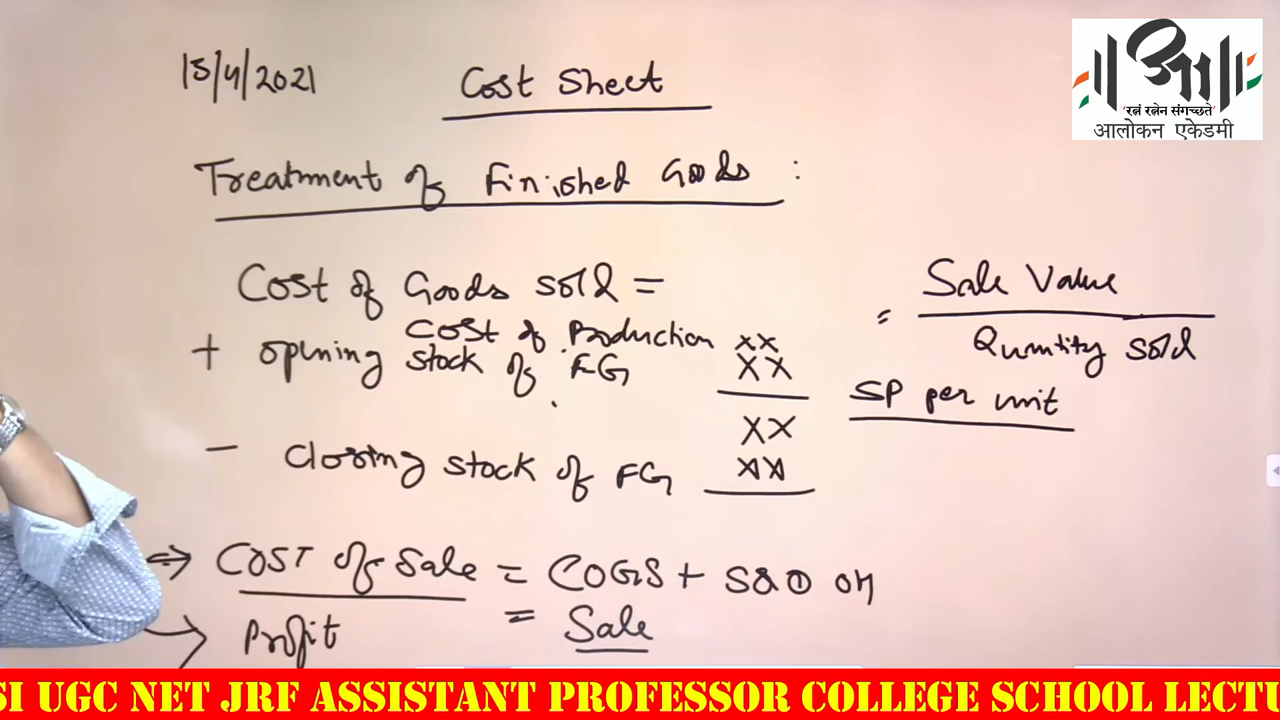 15/4/2021
Cost Sheet
'रत्नं रत्नेन संगच्छते'
आलोकन एकेडमी
Treatment of Finished Goods :
Cost of Goods sold =
Cost of Production xx
+ opening stock of FG xx
xx
- Closing stock of FG xx
= Sale Value
Quantity sold
SP per unit
⇒ COST of Sale = COGS + S&D OH
→ Profit = Sale
SI UGC NET JRF ASSISTANT PROFESSOR COLLEGE SCHOOL LECTU